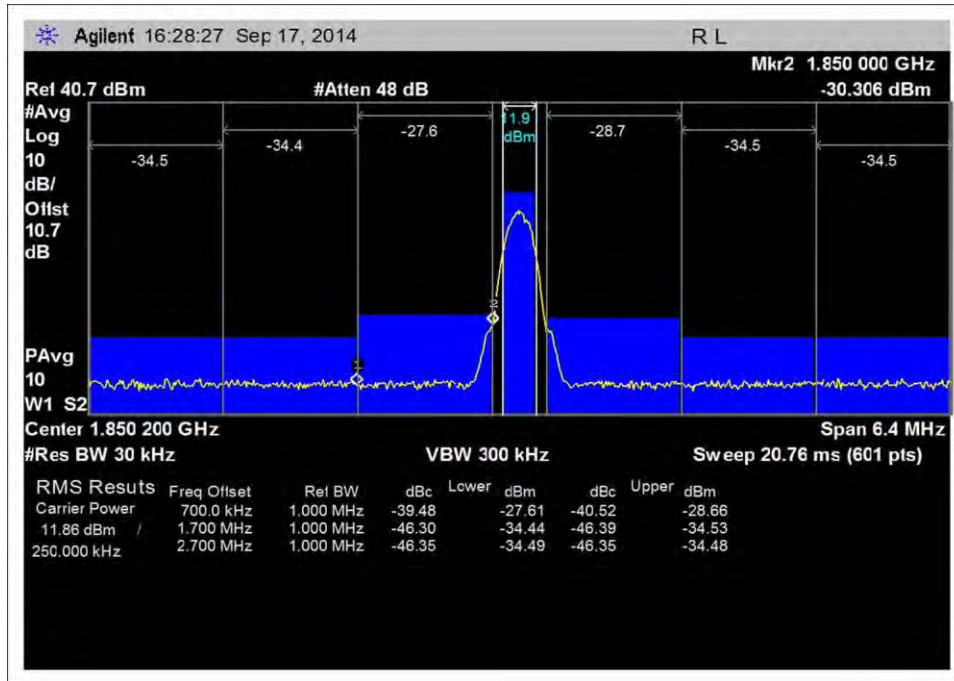 Agilent 16:28:27 Sep 17, 2014 R L
Mkr2 1.850 000 GHz
Ref 40.7 dBm #Atten 48 dB -30.306 dBm
#Avg
Log
10
dB/
Offst
10.7
dB
-34.5 -34.4 -27.6 11.9 dBm -28.7 -34.5 -34.5
2
1
PAvg
10
W1 S2
Center 1.850 200 GHz Span 6.4 MHz
#Res BW 30 kHz VBW 300 kHz Sweep 20.76 ms (601 pts)
RMS Resuts Freq Offset Ref BW dBc Lower dBm dBc Upper dBm
Carrier Power 700.0 kHz 1.000 MHz -39.48 -27.61 -40.52 -28.66
11.86 dBm / 1.700 MHz 1.000 MHz -46.30 -34.44 -46.39 -34.53
250.000 kHz 2.700 MHz 1.000 MHz -46.35 -34.49 -46.35 -34.48